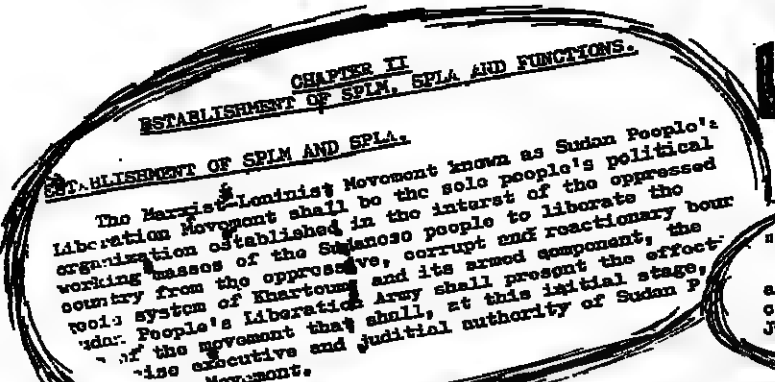 CHAPTER II
ESTABLISHMENT OF SPLM, SPLA AND FUNCTIONS.
ESTABLISHMENT OF SPLM AND SPLA.
The Marxist-Leninist Movement known as Sudan People's
Liberation Movement shall be the sole people's political
organization established in the interst of the oppressed
working masses of the Sudanese people to liberate the
country from the oppressive, corrupt and reactionary bour
system of Khartoum and its armed component, the
People's Liberation Army shall present the effect-
of the movement that shall, at this initial stage,
executive and juditial authority of Sudan P
Movement.